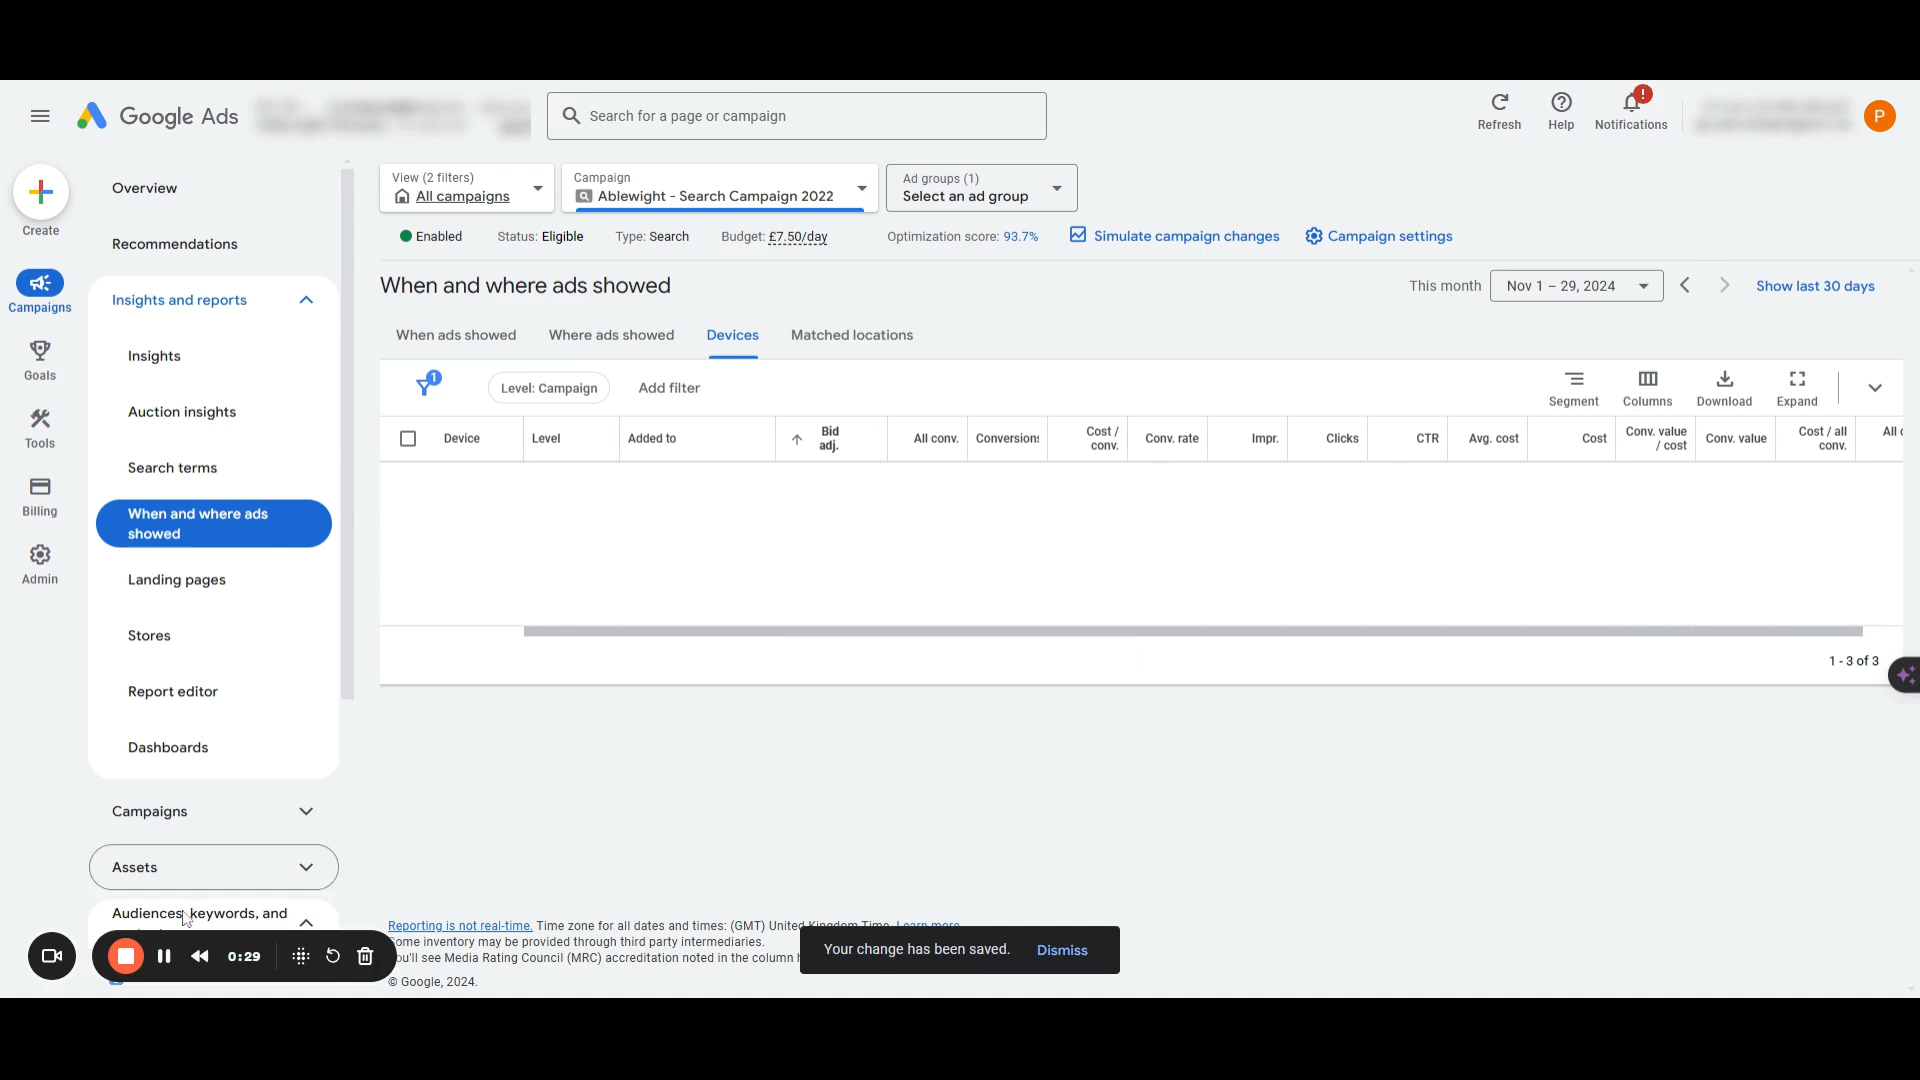 Google Ads
Search for a page or campaign
Refresh
Help
!
Notifications
P
Create
Campaigns
Goals
Tools
Billing
Admin
Overview
Recommendations
Insights and reports
Insights
Auction insights
Search terms
When and where ads
showed
Landing pages
Stores
Report editor
Dashboards
Campaigns
Assets
Audiences, keywords, and
0:29
View (2 filters)
All campaigns
Campaign
Ablewight - Search Campaign 2022
Ad groups (1)
Select an ad group
Enabled
Status: Eligible
Type: Search
Budget: £7.50/day
Optimization score: 93.7%
Simulate campaign changes
Campaign settings
When and where ads showed
This month
Nov 1 – 29, 2024
Show last 30 days
When ads showed
Where ads showed
Devices
Matched locations
1
Level: Campaign
Add filter
Segment
Columns
Download
Expand
Device
Level
Added to
Bid
adj.
All conv.
Conversions
Cost /
conv.
Conv. rate
Impr.
Clicks
CTR
Avg. cost
Cost
Conv. value
/ cost
Conv. value
Cost / all
conv.
All
1 - 3 of 3
Reporting is not real-time. Time zone for all dates and times: (GMT) United Kingdom Time. Learn more
Some inventory may be provided through third party intermediaries.
You'll see Media Rating Council (MRC) accreditation noted in the column
© Google, 2024.
Your change has been saved.
Dismiss